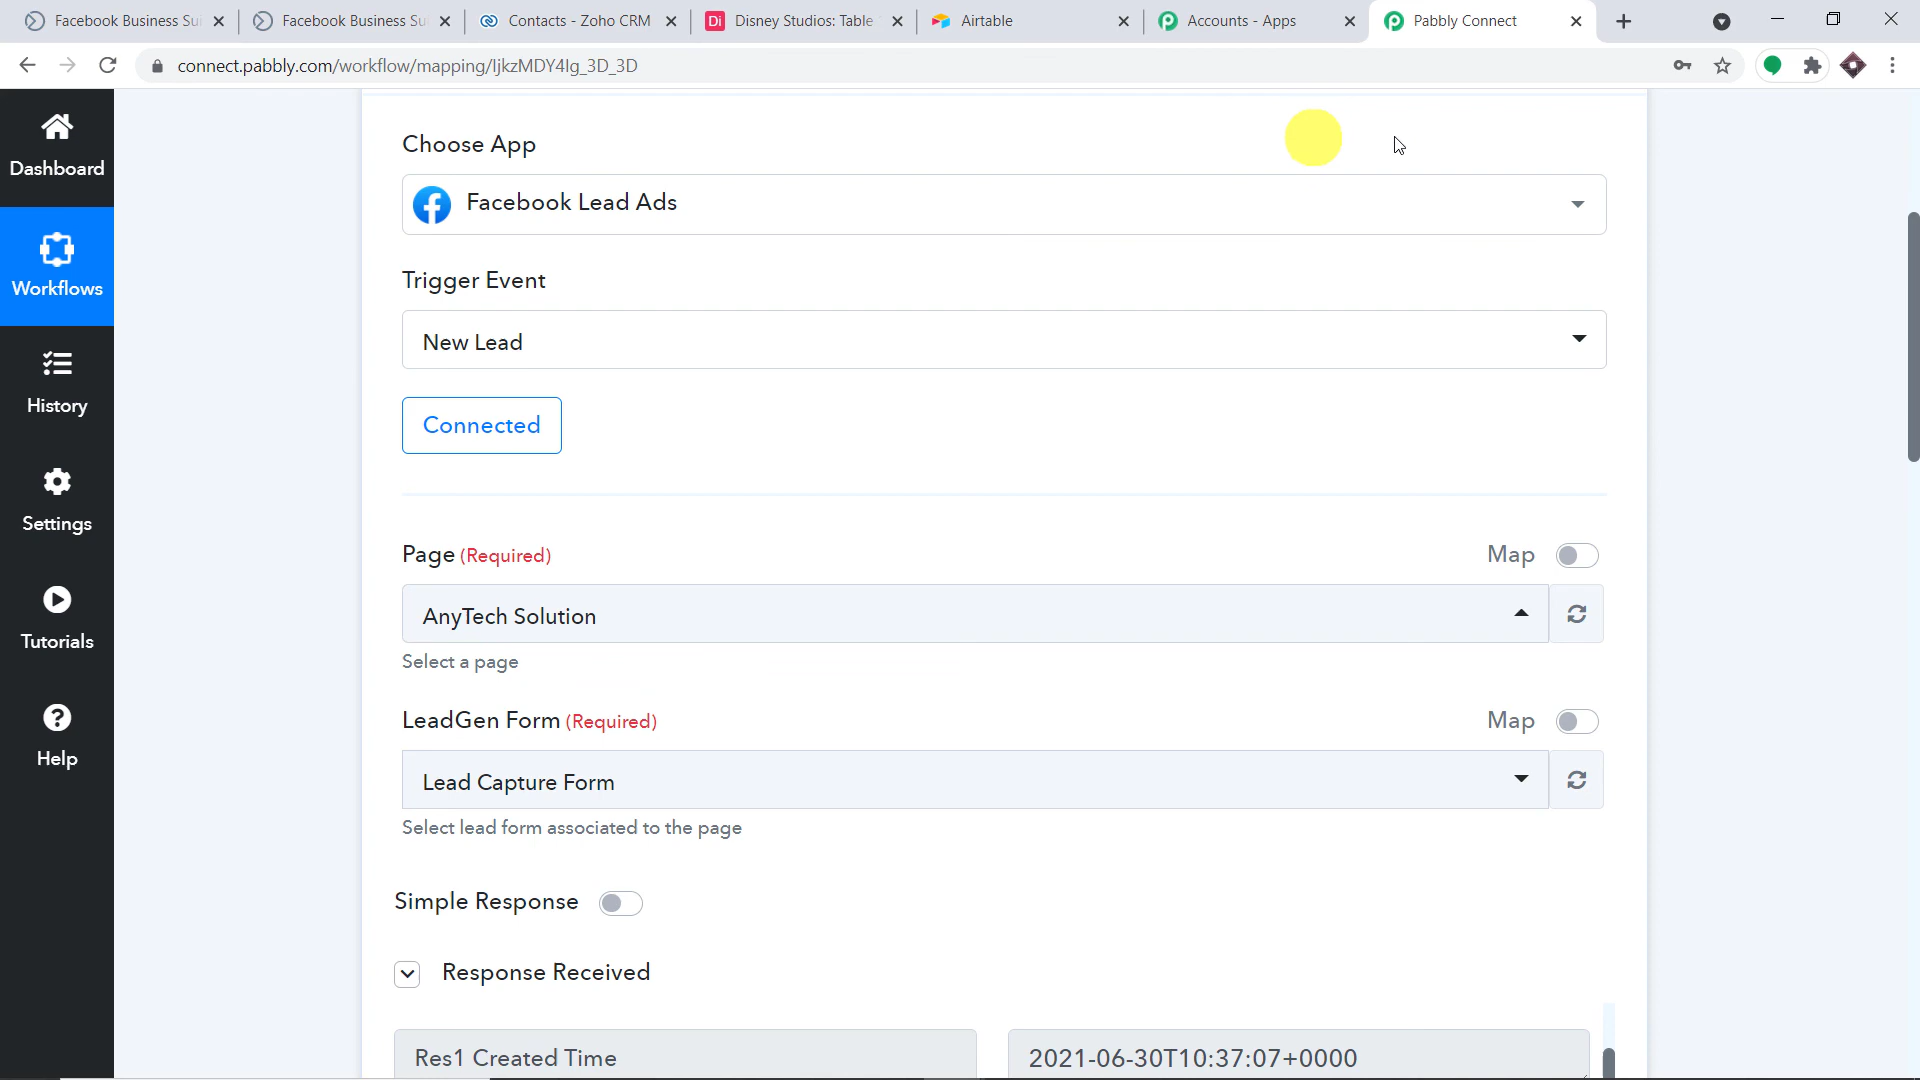 Facebook Business Sui
Facebook Business Su
Contacts - Zoho CRM
Di
Disney Studios: Table
Airtable
Accounts - Apps
Pabbly Connect
connect.pabbly.com/workflow/mapping/IjkzMDY4Ig_3D_3D
Dashboard
Workflows
History
Settings
Tutorials
Help
Choose App
Facebook Lead Ads
Trigger Event
New Lead
Connected
Page (Required)
Map
AnyTech Solution
Select a page
LeadGen Form (Required)
Map
Lead Capture Form
Select lead form associated to the page
Simple Response
Response Received
Res1 Created Time
2021-06-30T10:37:07+0000